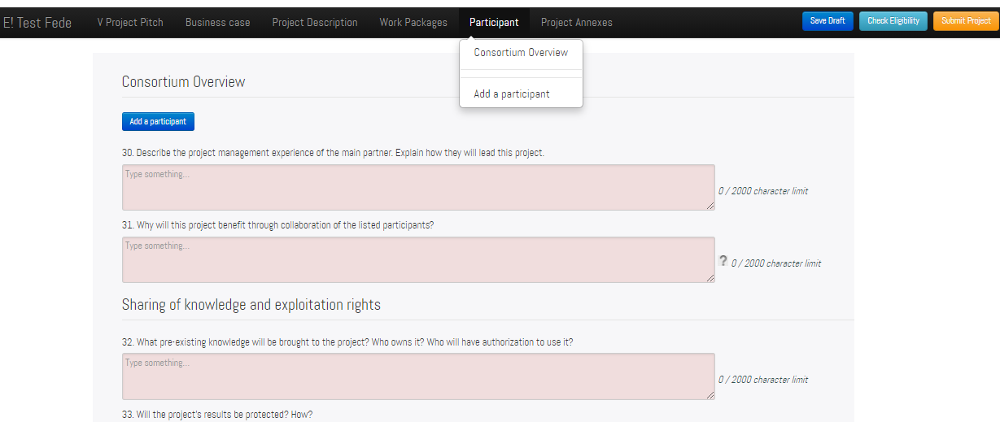 E! Test Fede V Project Pitch Business case Project Description Work Packages Participant Project Annexes Save Draft Check Eligibility Submit Project
Consortium Overview
Add a participant
Consortium Overview
Add a participant
30. Describe the project management experience of the main partner. Explain how they will lead this project.
Type something...
0 / 2000 character limit
31. Why will this project benefit through collaboration of the listed participants?
Type something...
? 0 / 2000 character limit
Sharing of knowledge and exploitation rights
32. What pre-existing knowledge will be brought to the project? Who owns it? Who will have authorization to use it?
Type something...
0 / 2000 character limit
33. Will the project's results be protected? How?